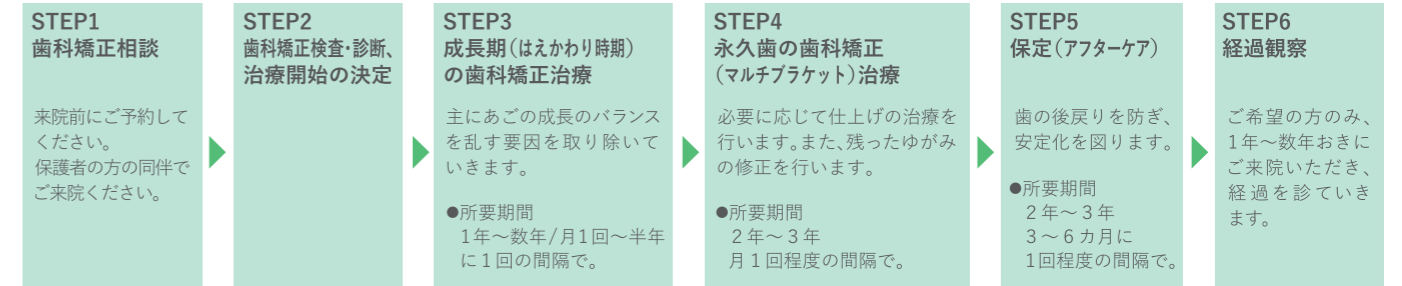 STEP1
歯科矯正相談
来院前にご予約して
ください。
保護者の方の同伴で
ご来院ください。
STEP2
歯科矯正検査・診断、
治療開始の決定
STEP3
成長期（はえかわり時期）
の歯科矯正治療
主にあごの成長のバランス
を乱す要因を取り除いて
いきます。
●所要期間
1年～数年/月1回～半年
に1回の間隔で。
STEP4
永久歯の歯科矯正
（マルチブラケット）治療
必要に応じて仕上げの治療を
行います。また、残ったゆがみ
の修正を行います。
●所要期間
2年～3年
月1回程度の間隔で。
STEP5
保定（アフターケア）
歯の後戻りを防ぎ、
安定化を図ります。
●所要期間
2年～3年
3～6カ月に
1回程度の間隔で。
STEP6
経過観察
ご希望の方のみ、
1年～数年おきに
ご来院いただき、
経過を診ていき
ます。